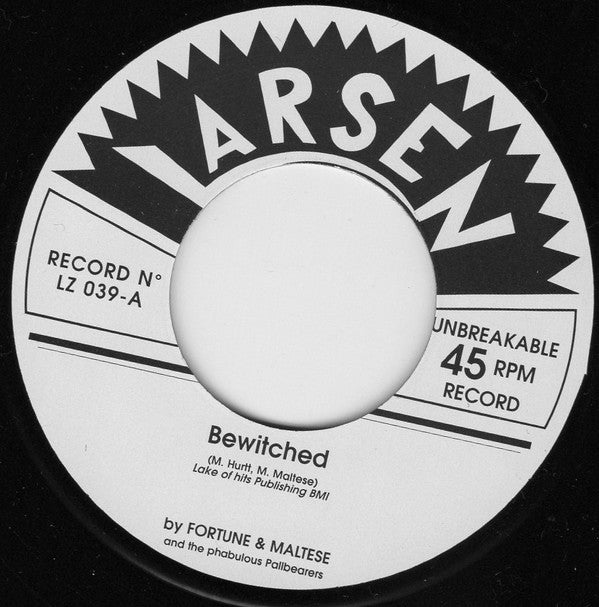 LARSEN
RECORD N°
LZ 039-A
UNBREAKABLE
45 RPM
RECORD
Bewitched
(M. Hurtt, M. Maltese)
Lake of hits Publishing BMI
by FORTUNE & MALTESE
and the phabulous Pallbearers